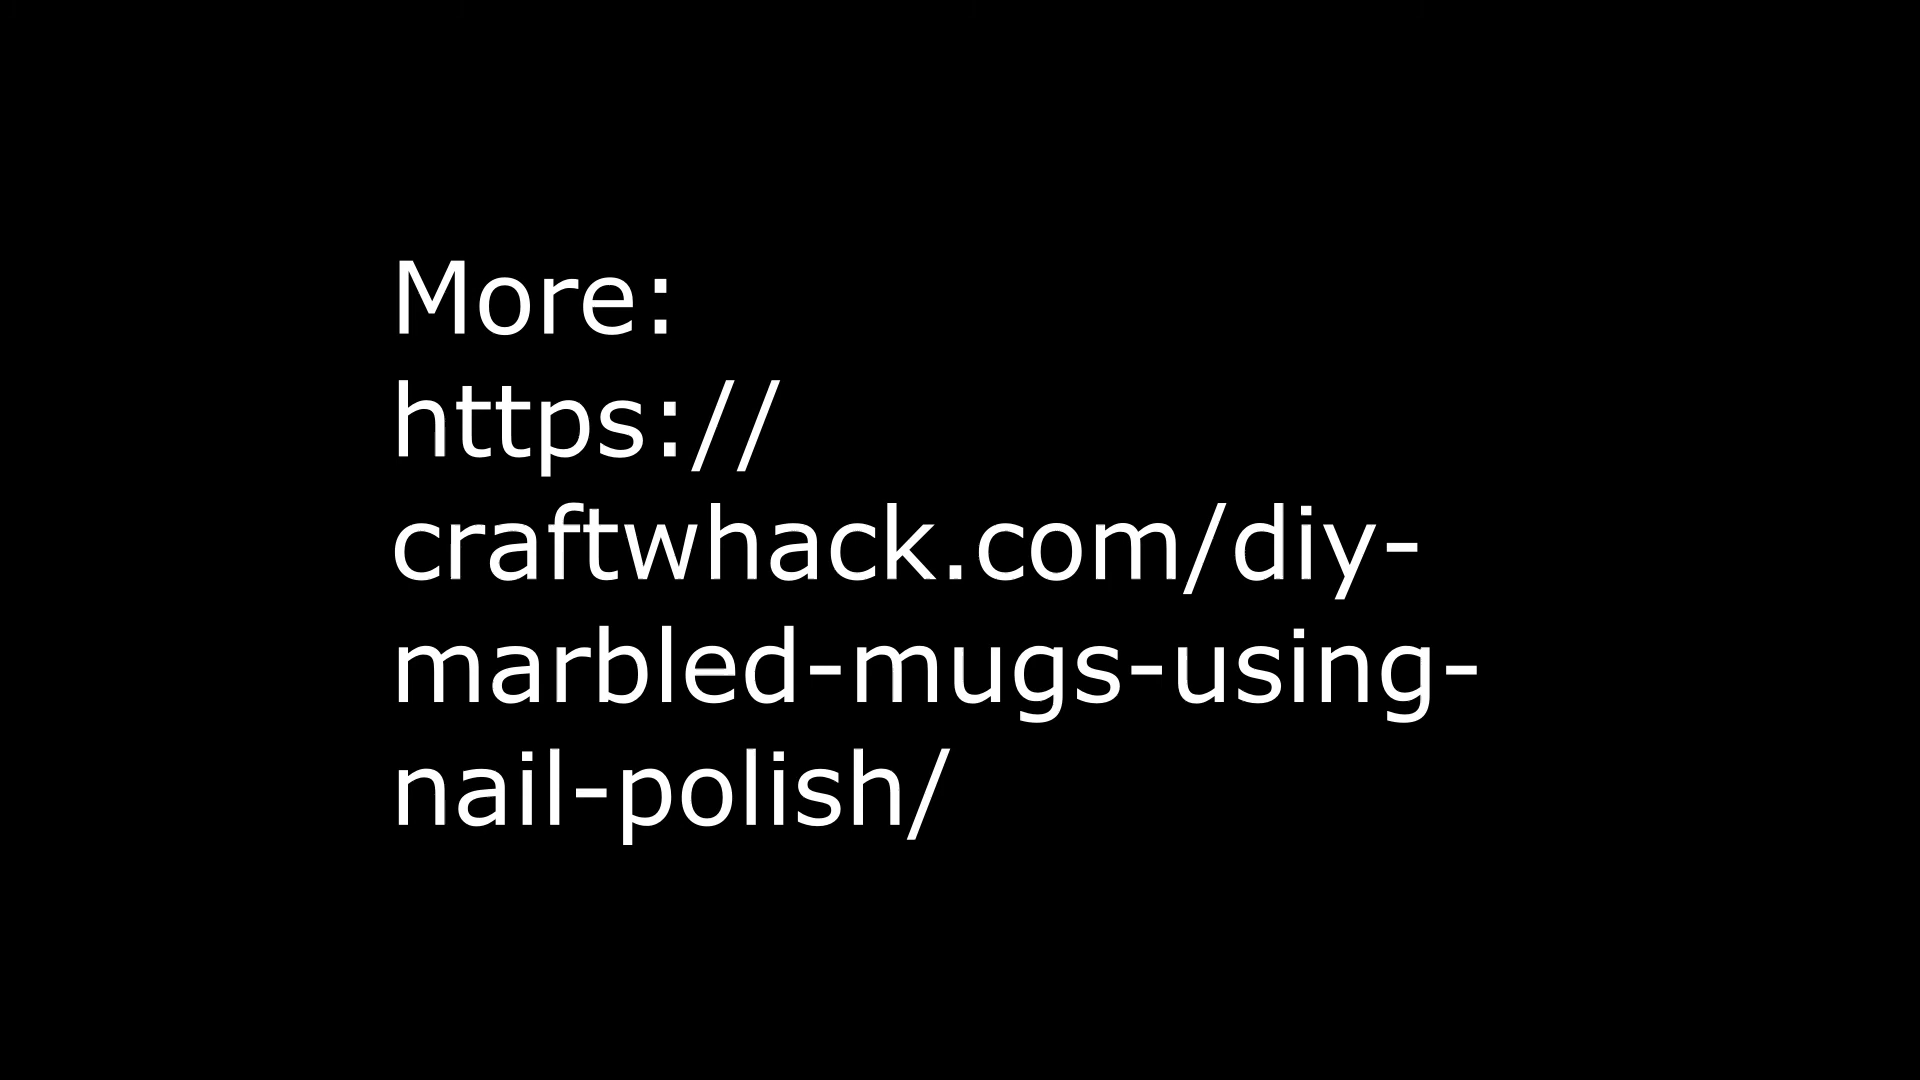 More:
https://
craftwhack.com/diy-
marbled-mugs-using-
nail-polish/